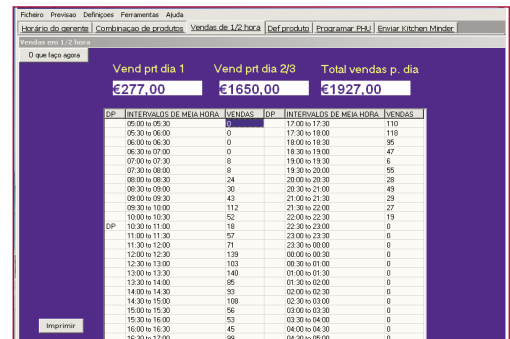 Ficheiro Previsao Definiçoes Ferramentas Ajuda
Horário do gerente Combinaçao de produtos Vendas de 1/2 hora Def produto Programar PHU Enviar Kitchen Minder
Vendas em 1/2 hora
O que faço agora
Vend prt dia 1 Vend prt dia 2/3 Total vendas p. dia
€277,00 €1650,00 €1927,00
DP INTERVALOS DE MEIA HORA VENDAS DP INTERVALOS DE MEIA HORA VENDAS
05:00 to 05:30 0 17:00 to 17:30 110
05:30 to 06:00 0 17:30 to 18:00 118
06:00 to 06:30 0 18:00 to 18:30 95
06:30 to 07:00 0 18:30 to 19:00 47
07:00 to 07:30 8 19:00 to 19:30 6
07:30 to 08:00 8 19:30 to 20:00 55
08:00 to 08:30 24 20:00 to 20:30 28
08:30 to 09:00 30 20:30 to 21:00 49
09:00 to 09:30 43 21:00 to 21:30 29
09:30 to 10:00 112 21:30 to 22:00 27
10:00 to 10:30 52 22:00 to 22:30 19
DP 10:30 to 11:00 18 22:30 to 23:00 0
11:00 to 11:30 57 23:00 to 23:30 0
11:30 to 12:00 71 23:30 to 00:00 0
12:00 to 12:30 139 00:00 to 00:30 0
12:30 to 13:00 103 00:30 to 01:00 0
13:00 to 13:30 140 01:00 to 01:30 0
13:30 to 14:00 85 01:30 to 02:00 0
14:00 to 14:30 93 02:00 to 02:30 0
14:30 to 15:00 108 02:30 to 03:00 0
15:00 to 15:30 56 03:00 to 03:30 0
15:30 to 16:00 53 03:30 to 04:00 0
16:00 to 16:30 45 04:00 to 04:30 0
16:30 to 17:00 99 04:30 to 05:00 0
Imprimir